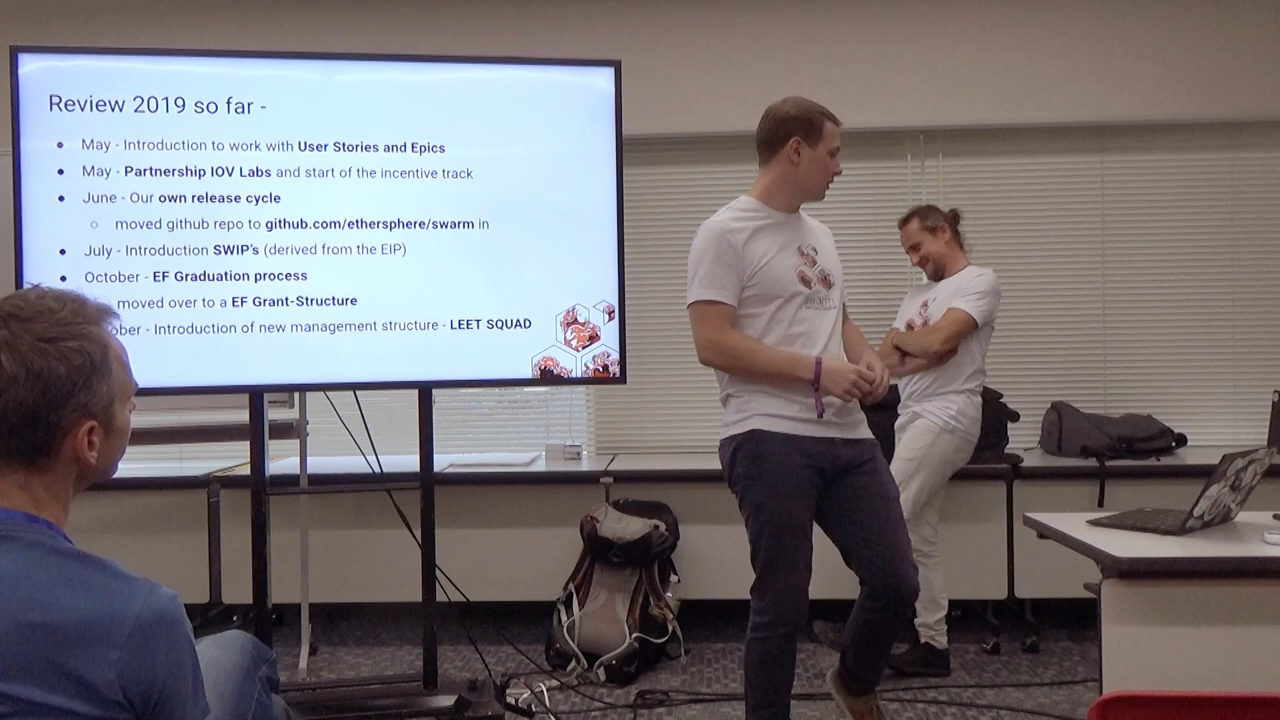 Review 2019 so far -
May - Introduction to work with User Stories and Epics
May - Partnership IOV Labs and start of the incentive track
June - Our own release cycle
moved github repo to github.com/ethersphere/swarm in
July - Introduction SWIP's (derived from the EIP)
October - EF Graduation process
moved over to a EF Grant-Structure
ober - Introduction of new management structure - LEET SQUAD